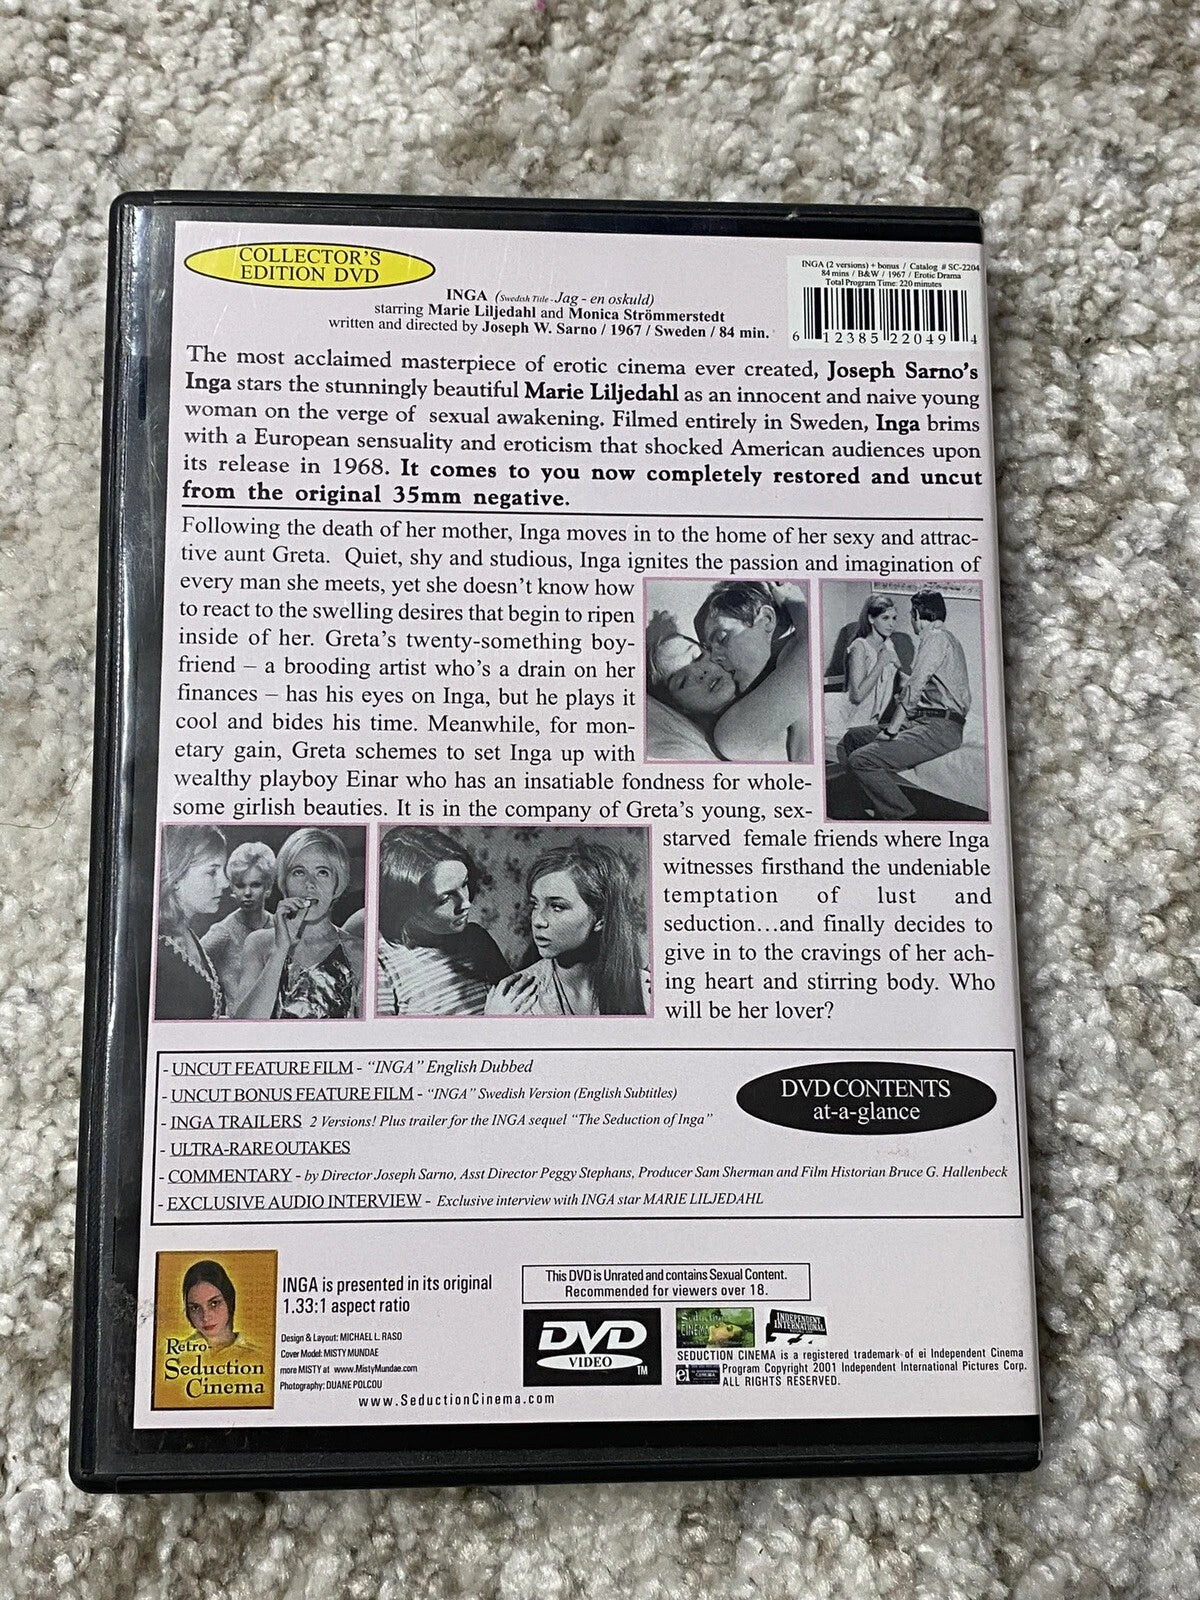 COLLECTOR'S
EDITION DVD
INGA (Swedish Title - Jag - en oskuld)
starring Marie Liljedahl and Monica Strömmerstedt
written and directed by Joseph W. Sarno / 1967 / Sweden / 84 min.
INGA (2 versions) + bonus / Catalog # SC-2204
84 mins / B&W / 1967 / Erotic Drama
Total Program Time: 220 minutes
6 12385 22049 4
The most acclaimed masterpiece of erotic cinema ever created, Joseph Sarno's
Inga stars the stunningly beautiful Marie Liljedahl as an innocent and naive young
woman on the verge of sexual awakening. Filmed entirely in Sweden, Inga brims
with a European sensuality and eroticism that shocked American audiences upon
its release in 1968. It comes to you now completely restored and uncut
from the original 35mm negative.
Following the death of her mother, Inga moves in to the home of her sexy and attrac-
tive aunt Greta. Quiet, shy and studious, Inga ignites the passion and imagination of
every man she meets, yet she doesn't know how
to react to the swelling desires that begin to ripen
inside of her. Greta's twenty-something boy-
friend – a brooding artist who's a drain on her
finances – has his eyes on Inga, but he plays it
cool and bides his time. Meanwhile, for mon-
etary gain, Greta schemes to set Inga up with
wealthy playboy Einar who has an insatiable fondness for whole-
some girlish beauties. It is in the company of Greta's young, sex-
starved female friends where Inga
witnesses firsthand the undeniable
temptation of lust and
seduction...and finally decides to
give in to the cravings of her ach-
ing heart and stirring body. Who
will be her lover?
- UNCUT FEATURE FILM - "INGA" English Dubbed
- UNCUT BONUS FEATURE FILM - "INGA" Swedish Version (English Subtitles)
- INGA TRAILERS 2 Versions! Plus trailer for the INGA sequel "The Seduction of Inga"
- ULTRA-RARE OUTAKES
- COMMENTARY - by Director Joseph Sarno, Asst Director Peggy Stephans, Producer Sam Sherman and Film Historian Bruce G. Hallenbeck
- EXCLUSIVE AUDIO INTERVIEW - Exclusive interview with INGA star MARIE LILJEDAHL
DVD CONTENTS
at-a-glance
Retro-
Seduction
Cinema
INGA is presented in its original
1.33:1 aspect ratio
Design & Layout: MICHAEL L. RASO
Cover Model: MISTY MUNDAE
more MISTY at www.MistyMundae.com
Photography: DUANE POLCOU
www.SeductionCinema.com
This DVD is Unrated and contains Sexual Content.
Recommended for viewers over 18.
DVD
VIDEO
TM
Seduction
CINEMA
INDEPENDENT
INTERNATIONAL
SEDUCTION CINEMA is a registered trademark of ei Independent Cinema
ei
Program Copyright 2001 Independent International Pictures Corp.
ALL RIGHTS RESERVED.